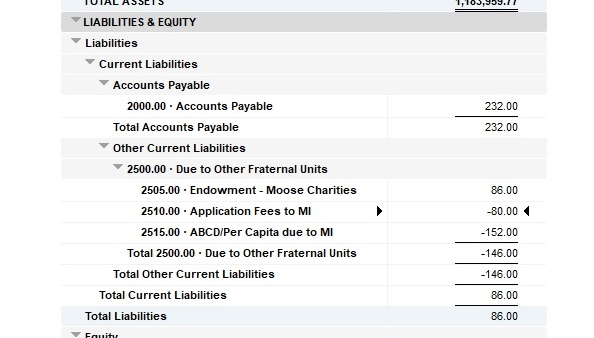 TOTAL ASSETS 1,183,959.77
LIABILITIES & EQUITY
Liabilities
Current Liabilities
Accounts Payable
2000.00 · Accounts Payable 232.00
Total Accounts Payable 232.00
Other Current Liabilities
2500.00 · Due to Other Fraternal Units
2505.00 · Endowment - Moose Charities 86.00
2510.00 · Application Fees to MI -80.00
2515.00 · ABCD/Per Capita due to MI -152.00
Total 2500.00 · Due to Other Fraternal Units -146.00
Total Other Current Liabilities -146.00
Total Current Liabilities 86.00
Total Liabilities 86.00
Equity